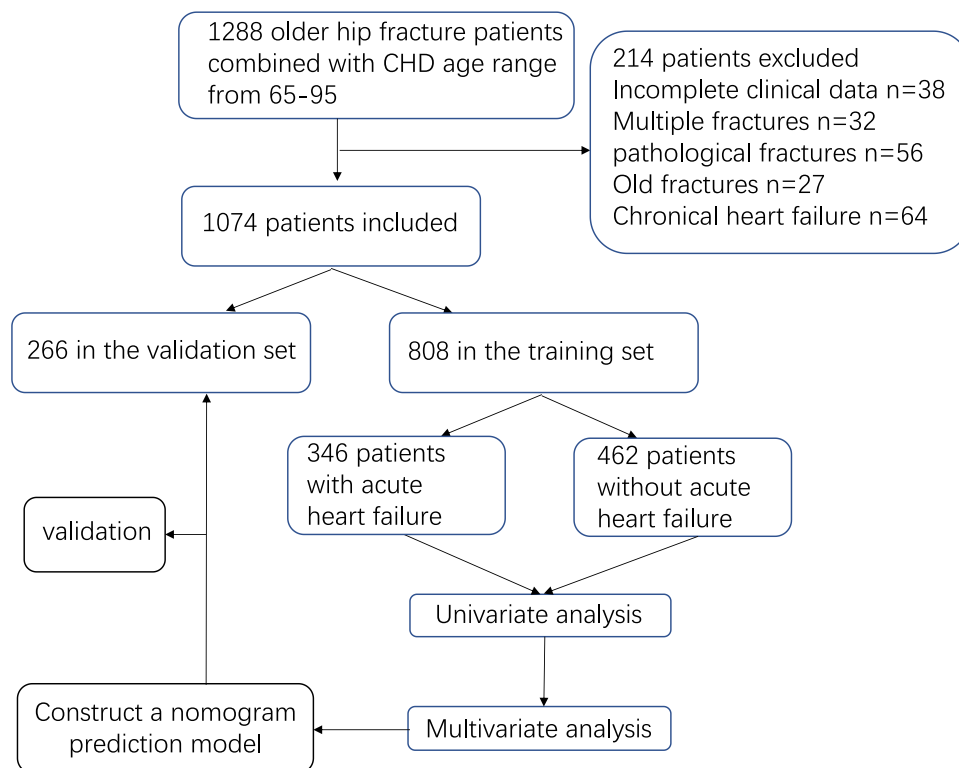 1288 older hip fracture patients
combined with CHD age range
from 65-95
214 patients excluded
Incomplete clinical data n=38
Multiple fractures n=32
pathological fractures n=56
Old fractures n=27
Chronical heart failure n=64
1074 patients included
266 in the validation set
808 in the training set
346 patients
with acute
heart failure
462 patients
without acute
heart failure
validation
Univariate analysis
Construct a nomogram
prediction model
Multivariate analysis